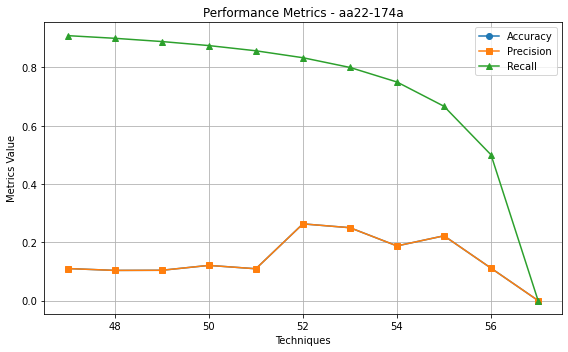 Performance Metrics - aa22-174a
Accuracy
Precision
Recall
Metrics Value
0.8
0.6
0.4
0.2
0.0
48 50 52 54 56
Techniques